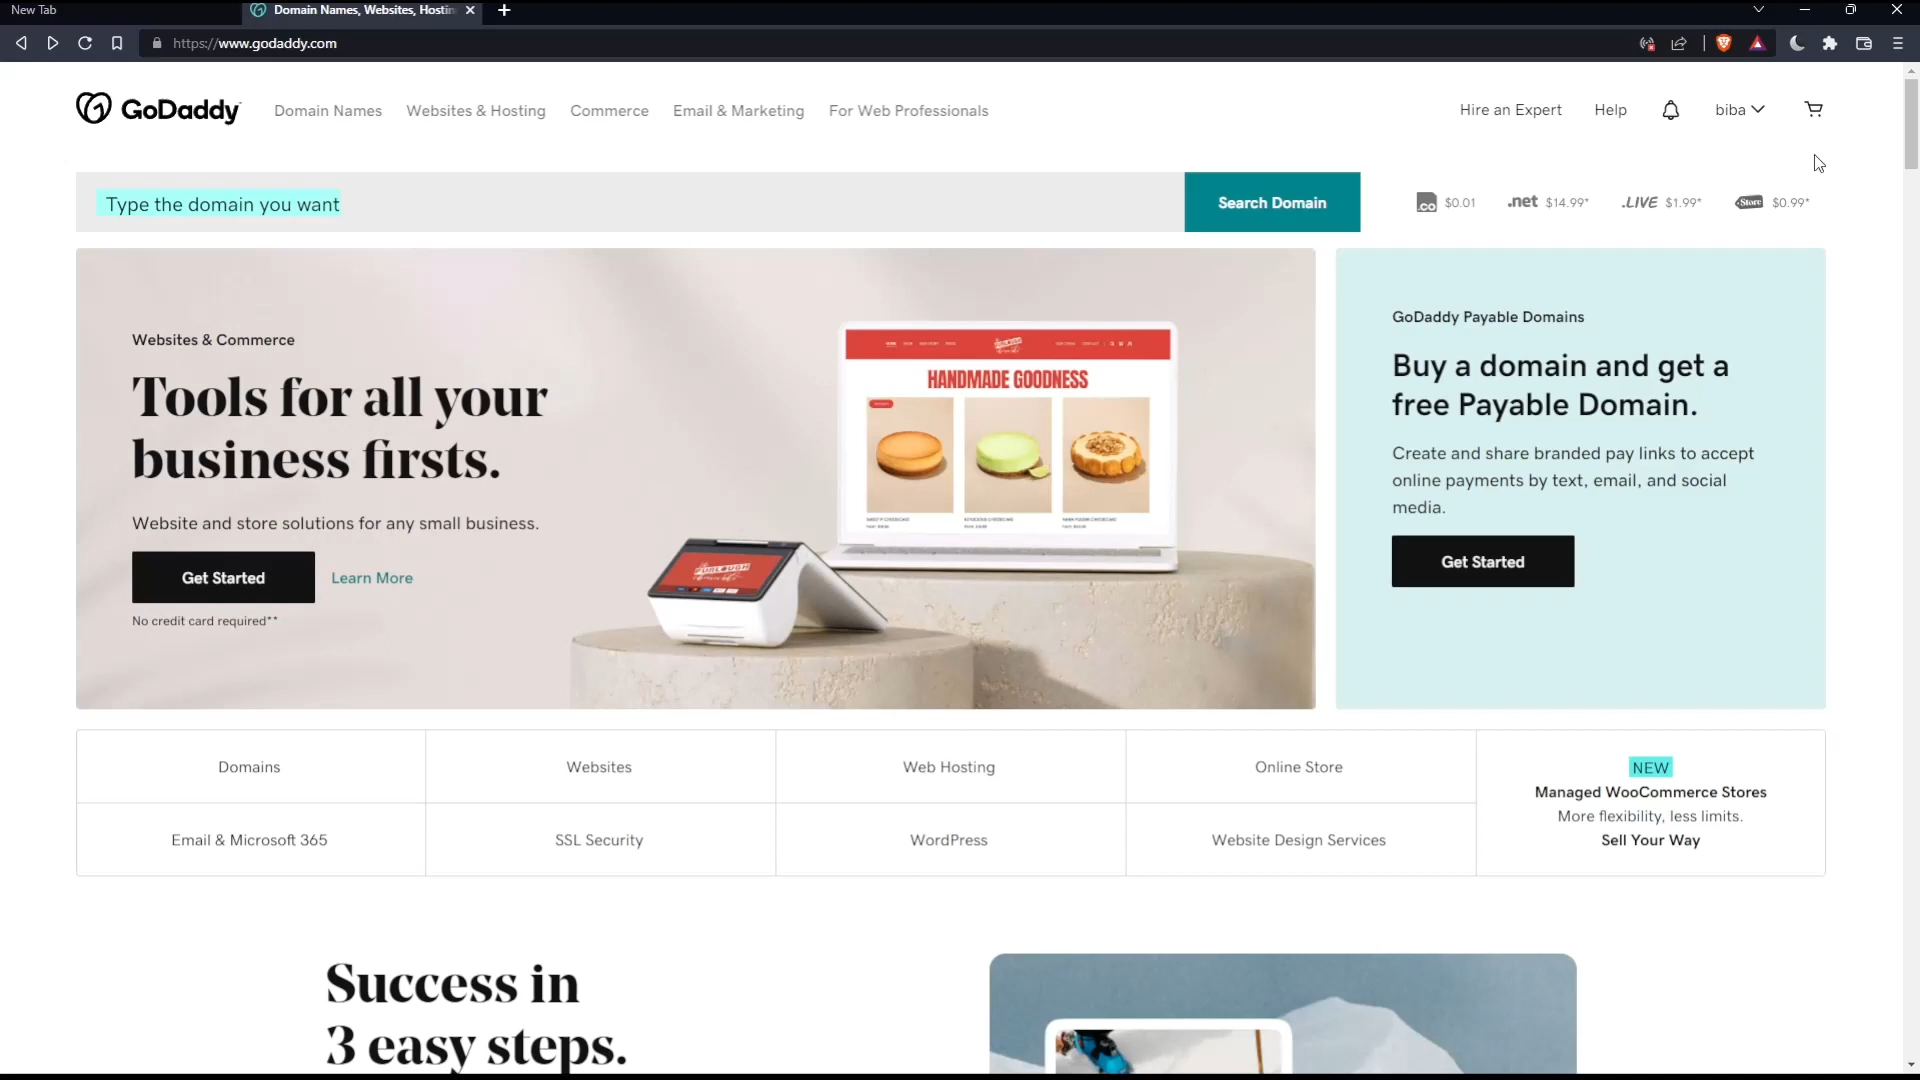 New Tab
Domain Names, Websites, Hostin
https://www.godaddy.com
GoDaddy
Domain Names
Websites & Hosting
Commerce
Email & Marketing
For Web Professionals
Hire an Expert
Help
biba
Type the domain you want
Search Domain
.co $0.01
.net $14.99*
.LIVE $1.99*
Store $0.99*
Websites & Commerce
Tools for all your
business firsts.
Website and store solutions for any small business.
Get Started
Learn More
No credit card required**
HANDMADE GOODNESS
GoDaddy Payable Domains
Buy a domain and get a
free Payable Domain.
Create and share branded pay links to accept
online payments by text, email, and social
media.
Get Started
Domains
Websites
Web Hosting
Online Store
Email & Microsoft 365
SSL Security
WordPress
Website Design Services
NEW
Managed WooCommerce Stores
More flexibility, less limits.
Sell Your Way
Success in
3 easy steps.